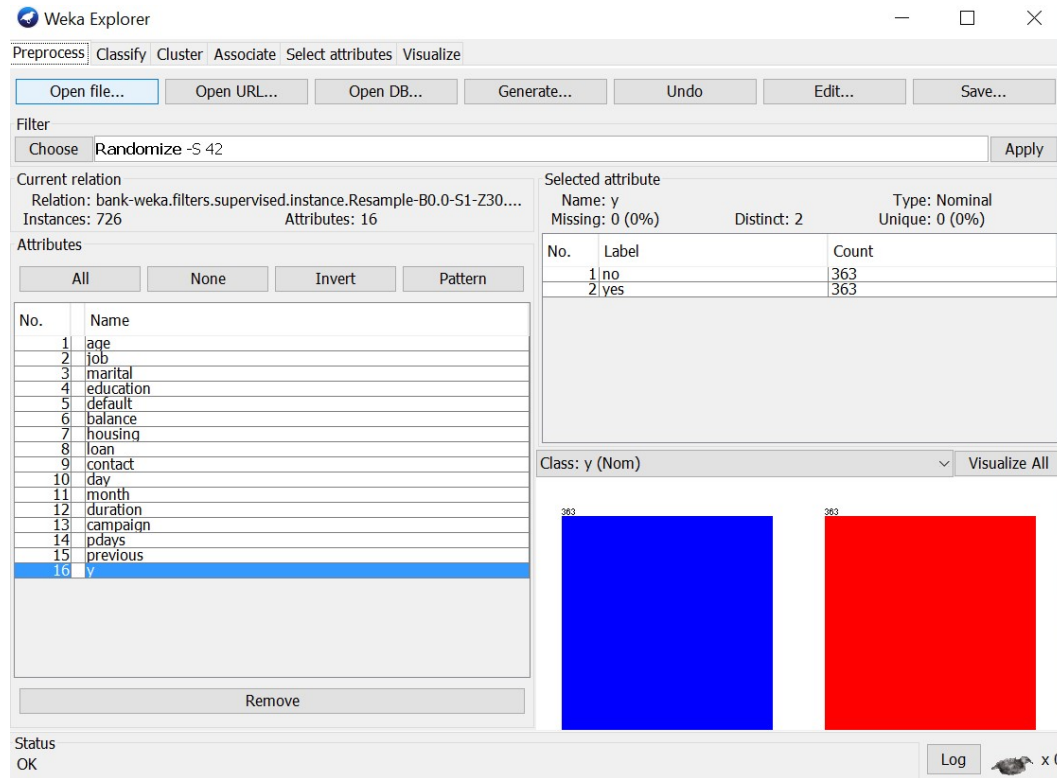 Weka Explorer
Preprocess Classify Cluster Associate Select attributes Visualize
Open file... Open URL... Open DB... Generate... Undo Edit... Save...
Filter
Choose Randomize -S 42 Apply
Current relation
Relation: bank-weka.filters.supervised.instance.Resample-B0.0-S1-Z30....
Instances: 726 Attributes: 16
Attributes
All None Invert Pattern
No. Name
1 age
2 job
3 marital
4 education
5 default
6 balance
7 housing
8 loan
9 contact
10 day
11 month
12 duration
13 campaign
14 pdays
15 previous
16 y
Remove
Selected attribute
Name: y Type: Nominal
Missing: 0 (0%) Distinct: 2 Unique: 0 (0%)
No. Label Count
1 no 363
2 yes 363
Class: y (Nom) Visualize All
363 363
Status
OK
Log x 0